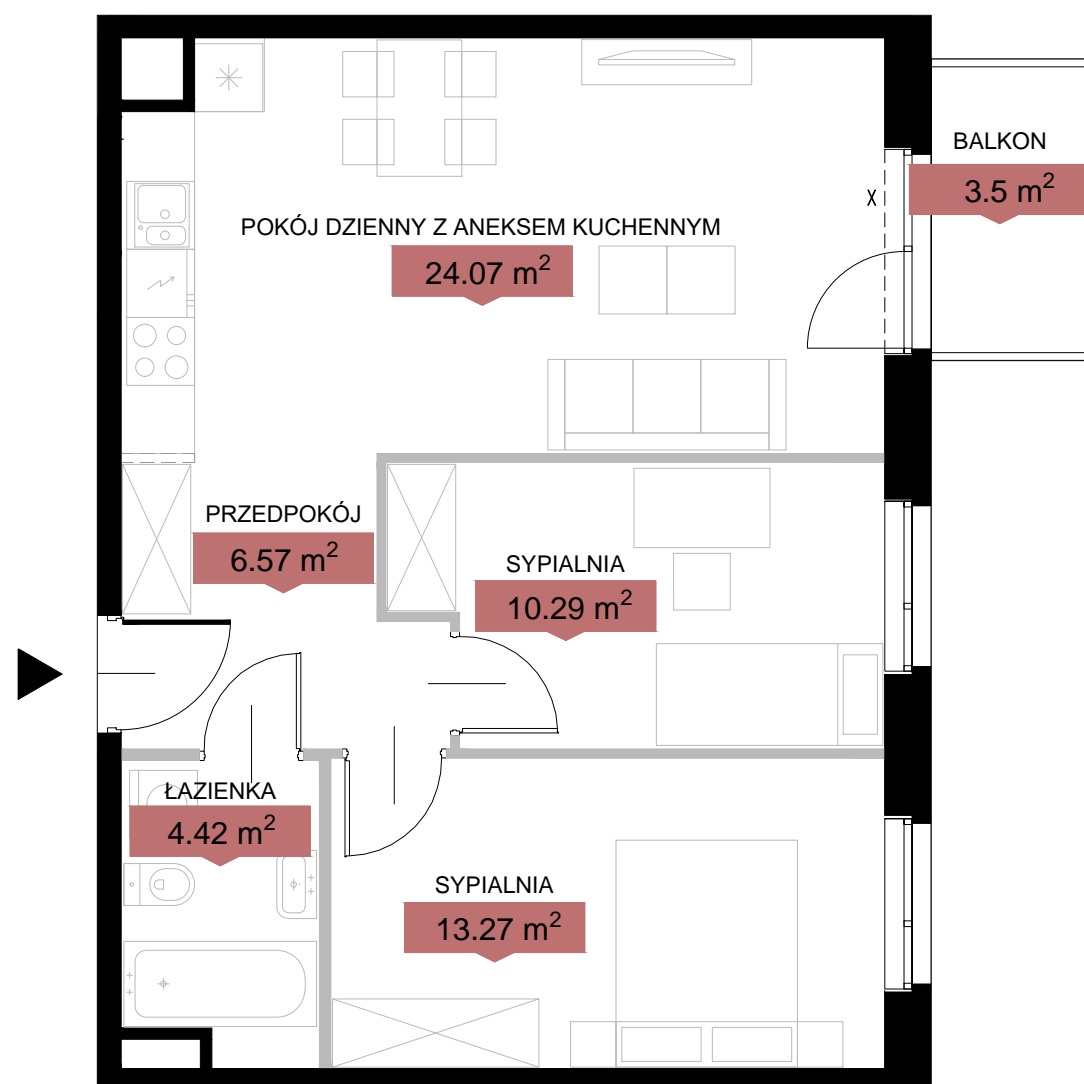 BALKON
3.5 m²
X
POKÓJ DZIENNY Z ANEKSEM KUCHENNYM
24.07 m²
PRZEDPOKÓJ
6.57 m²
SYPIALNIA
10.29 m²
ŁAZIENKA
4.42 m²
SYPIALNIA
13.27 m²